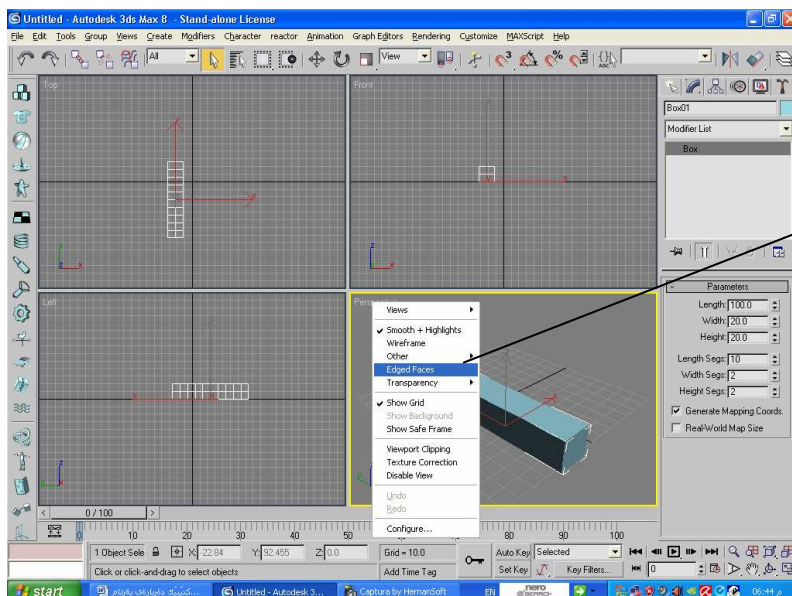 Untitled - Autodesk 3ds Max 8 - Stand-alone License
File Edit Tools Group Views Create Modifiers Character reactor Animation Graph Editors Rendering Customize MAXScript Help
All
View
Top
Front
Left
Box01
Modifier List
Box
Parameters
Length: 100.0
Width: 20.0
Height: 20.0
Length Segs: 10
Width Segs: 2
Height Segs: 2
Generate Mapping Coords.
Real-World Map Size
Views
Smooth + Highlights
Wireframe
Other
Edged Faces
Transparency
Show Grid
Show Background
Show Safe Frame
Viewport Clipping
Texture Correction
Disable View
Undo
Redo
Configure...
0 / 100
10 20 30 40 50 80 90 100
1 Object Sele X: -22.84 Y: 92.455 Z: 0.0 Grid = 10.0 Auto Key Selected
Click or click-and-drag to select objects Add Time Tag Set Key Key Filters... 0
start Untitled - Autodesk 3... Captura by HernanSoft EN nero SEARCH 06:44